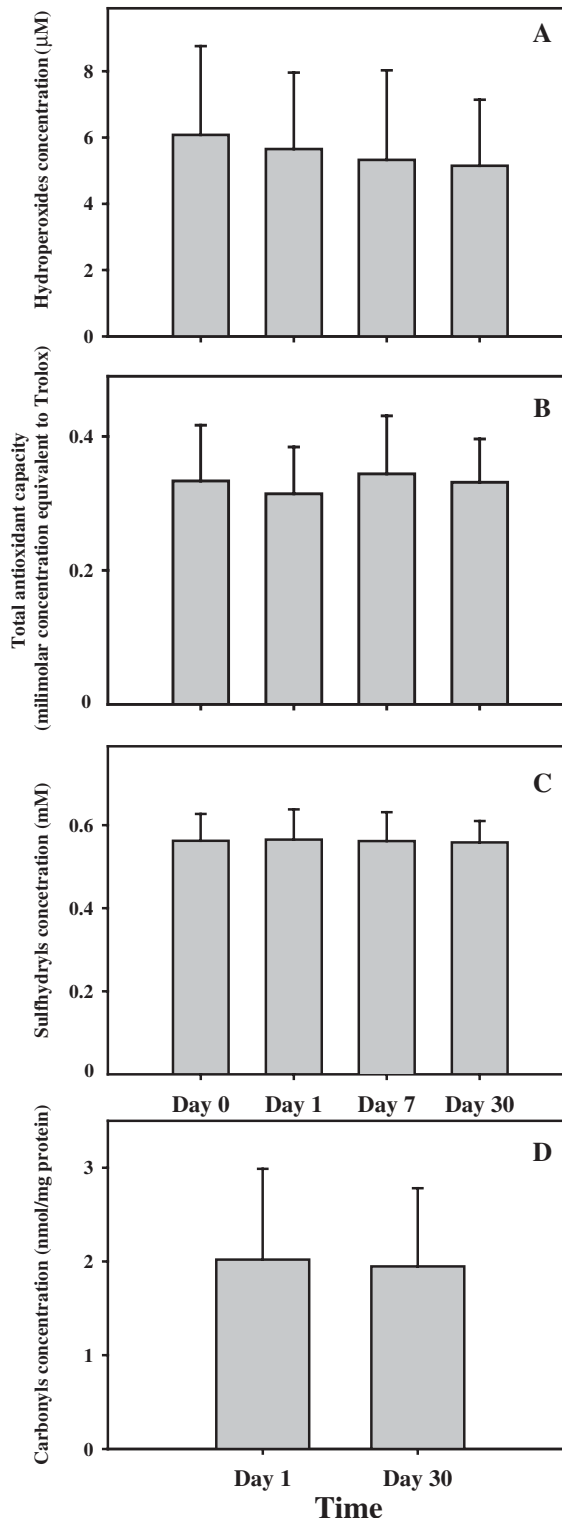 A
Hydroperoxides concentration (μM)
8
6
4
2
0
B
Total antioxidant capacity
(milimolar concentration equivalent to Trolox)
0.4
0.2
0
C
Sulfhydryls concetration (mM)
0.6
0.4
0.2
0
Day 0 Day 1 Day 7 Day 30
D
Carbonyls concentration (nmol/mg protein)
3
2
1
0
Day 1 Day 30
Time